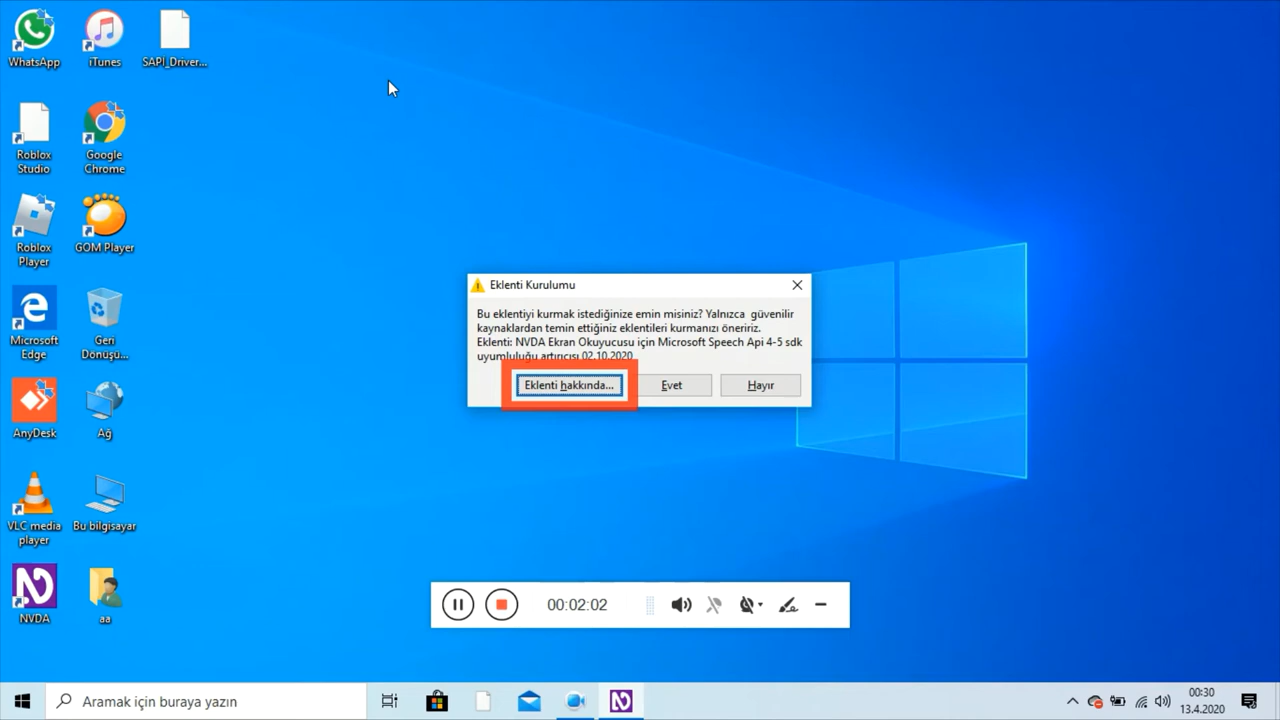 WhatsApp
iTunes
SAPI_Driver...
Roblox
Studio
Google
Chrome
Roblox
Player
GOM Player
Microsoft
Edge
Geri
Dönüşü...
AnyDesk
Ağ
VLC media
player
Bu bilgisayar
NVDA
aa
Eklenti Kurulumu
Bu eklentiyi kurmak istediğinize emin misiniz? Yalnızca güvenilir
kaynaklardan temin ettiğiniz eklentileri kurmanızı öneririz.
Eklenti: NVDA Ekran Okuyucusu için Microsoft Speech Api 4-5 sdk
uyumluluğu artırıcısı 02.10.2020
Eklenti hakkında...
Evet
Hayır
00:02:02
Aramak için buraya yazın
00:30
13.4.2020